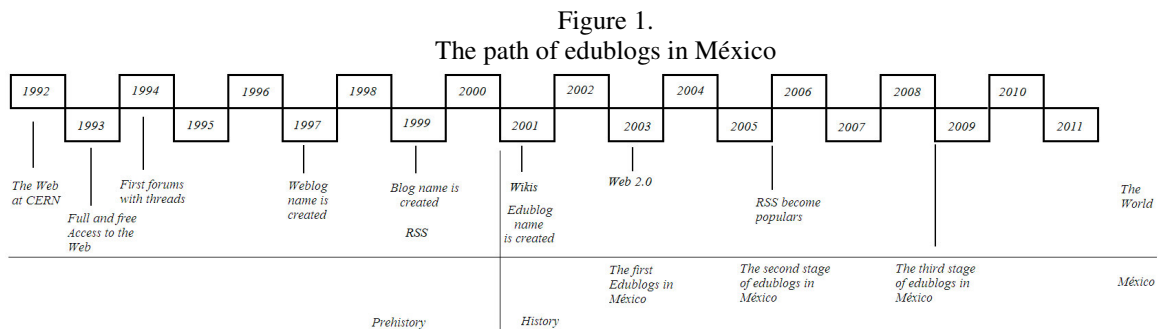 Figure 1.
The path of edublogs in México
1992
1994
1996
1998
2000
2002
2004
2006
2008
2010
1993
1995
1997
1999
2001
2003
2005
2007
2009
2011
The Web
at CERN
Full and free
Access to the
Web
First forums
with threads
Weblog
name is
created
Blog name is
created
RSS
Wikis
Edublog
name
is created
Web 2.0
RSS become
populars
The
World
The first
Edublogs in
México
The second stage
of edublogs in
México
The third stage
of edublogs in
México
México
Prehistory
History